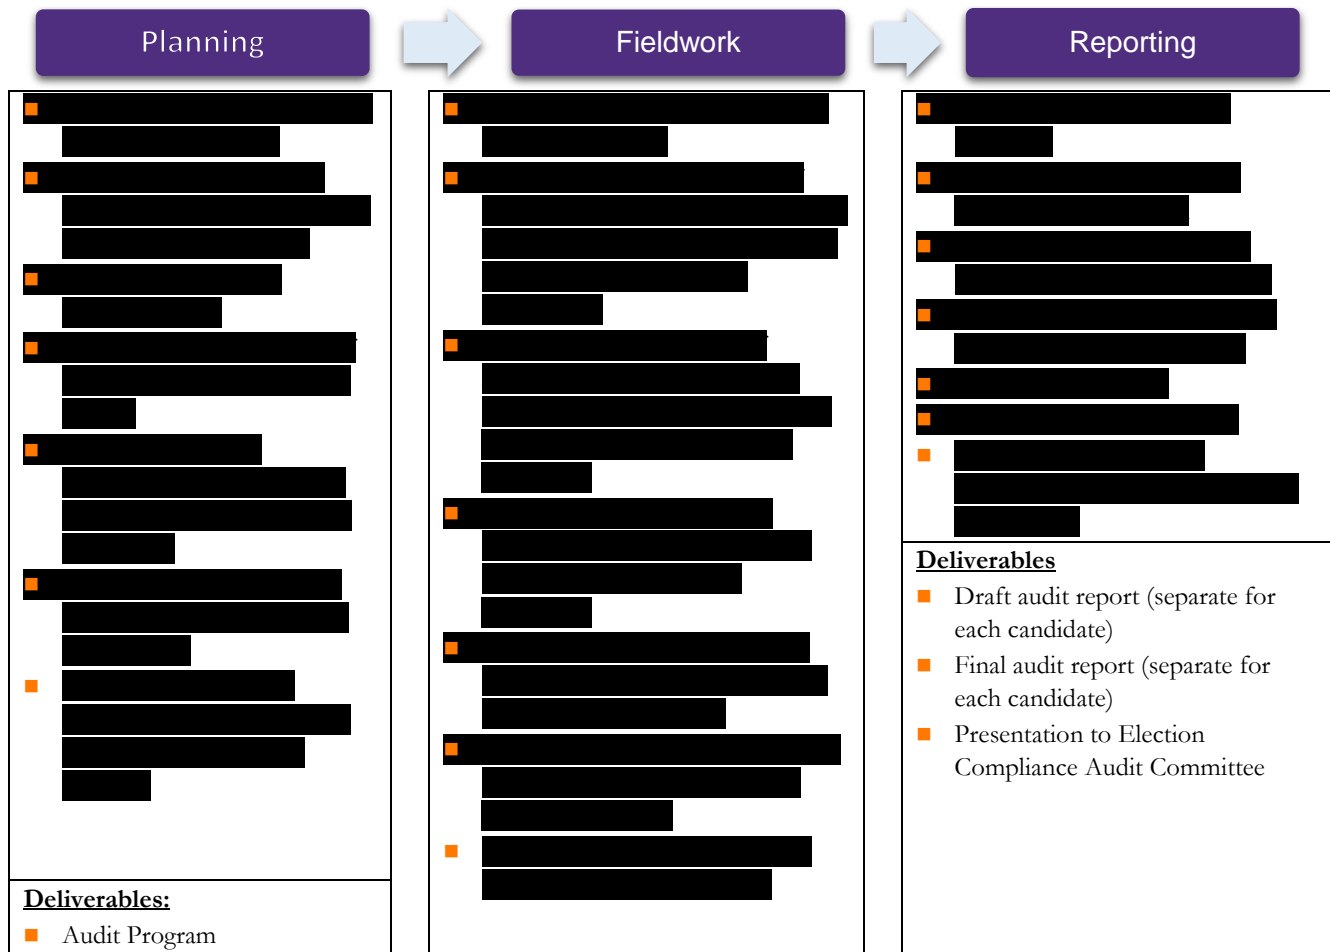 Planning
Fieldwork
Reporting
Deliverables:
Audit Program
Deliverables
Draft audit report (separate for
each candidate)
Final audit report (separate for
each candidate)
Presentation to Election
Compliance Audit Committee